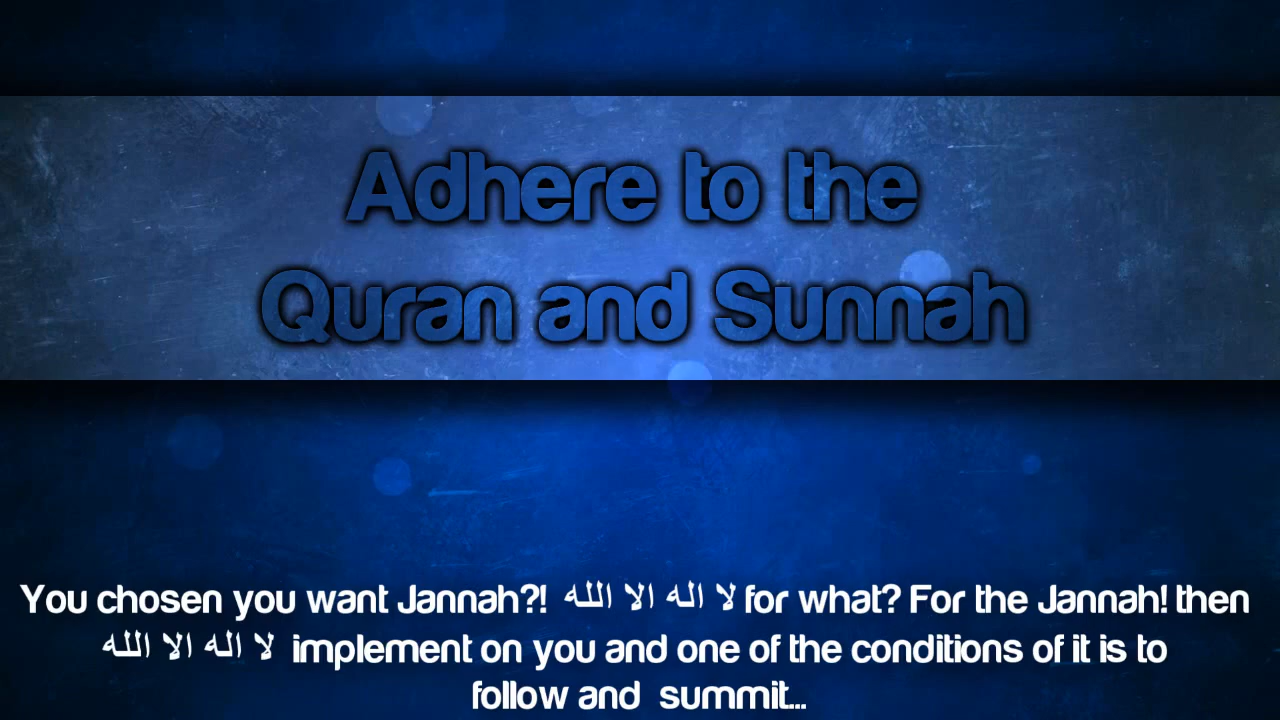 Adhere to the
Quran and Sunnah
You chosen you want Jannah?! لا اله الا الله for what? For the Jannah! then
لا اله الا الله implement on you and one of the conditions of it is to
follow and summit...